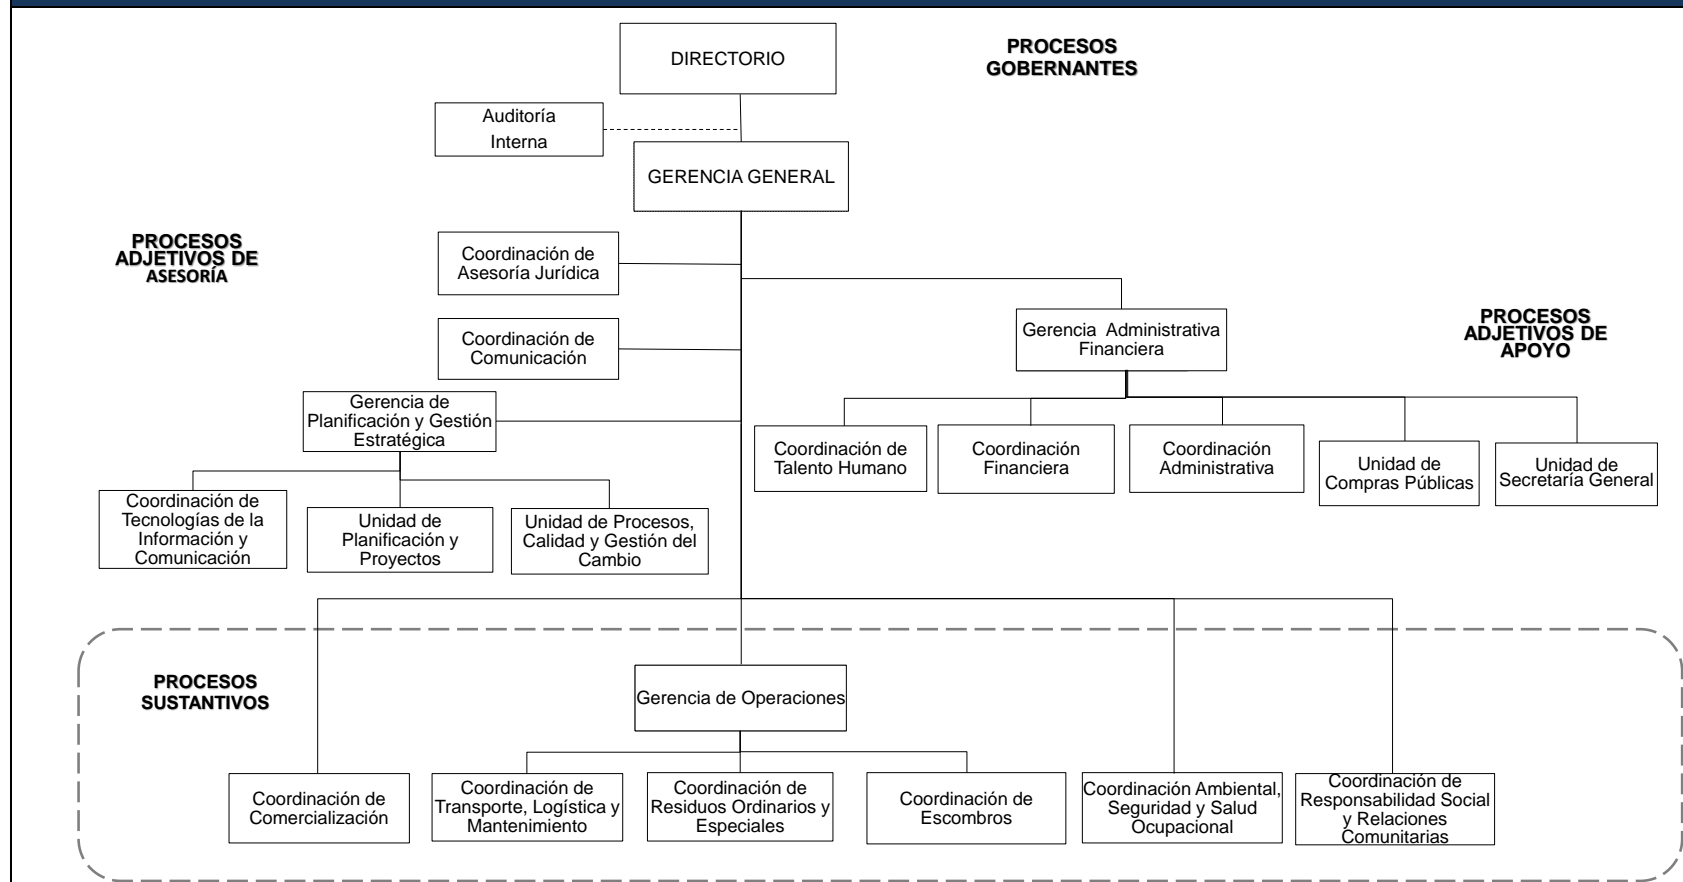 DIRECTORIO
PROCESOS
GOBERNANTES
Auditoría
Interna
GERENCIA GENERAL
PROCESOS
ADJETIVOS DE
ASESORÍA
Coordinación de
Asesoría Jurídica
Coordinación de
Comunicación
Gerencia Administrativa
Financiera
PROCESOS
ADJETIVOS DE
APOYO
Gerencia de
Planificación y Gestión
Estratégica
Coordinación de
Talento Humano
Coordinación
Financiera
Coordinación
Administrativa
Unidad de
Compras Públicas
Unidad de
Secretaría General
Coordinación de
Tecnologías de la
Información y
Comunicación
Unidad de
Planificación y
Proyectos
Unidad de Procesos,
Calidad y Gestión del
Cambio
PROCESOS
SUSTANTIVOS
Gerencia de Operaciones
Coordinación de
Comercialización
Coordinación de
Transporte, Logística y
Mantenimiento
Coordinación de
Residuos Ordinarios y
Especiales
Coordinación de
Escombros
Coordinación Ambiental,
Seguridad y Salud
Ocupacional
Coordinación de
Responsabilidad Social
y Relaciones
Comunitarias